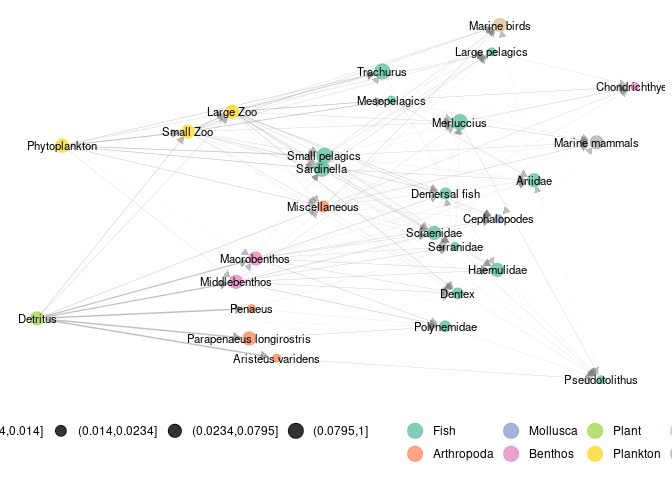 Marine birds
Large pelagics
Trachurus
Chondrichthye
Mesopelagics
Large Zoo
Merluccius
Small Zoo
Marine mammals
Phytoplankton
Small pelagics
Sardinella
Ariidae
Demersal fish
Miscellaneous
Cephalopodes
Sciaenidae
Serranidae
Macrobenthos
Haemulidae
Middlebenthos
Dentex
Penaeus
Detritus
Polynemidae
Parapenaeus longirostris
Aristeus varidens
Pseudotolithus
4,0.014] (0.014,0.0234] (0.0234,0.0795] (0.0795,1] Fish Mollusca Plant
Arthropoda Benthos Plankton